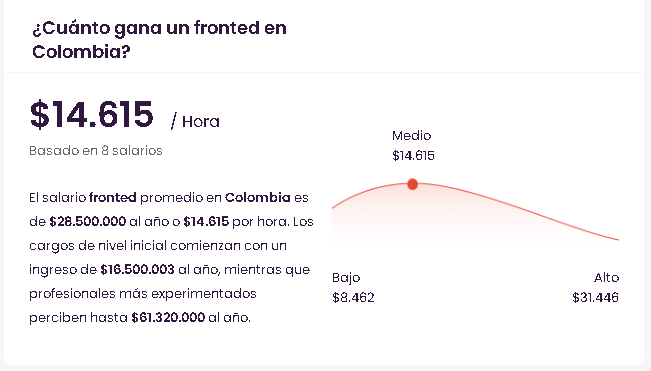 ¿Cuánto gana un fronted en
Colombia?
$14.615 / Hora
Basado en 8 salarios
El salario fronted promedio en Colombia es
de $28.500.000 al año o $14.615 por hora. Los
cargos de nivel inicial comienzan con un
ingreso de $16.500.003 al año, mientras que
profesionales más experimentados
perciben hasta $61.320.000 al año.
Medio
$14.615
Bajo
$8.462
Alto
$31.446